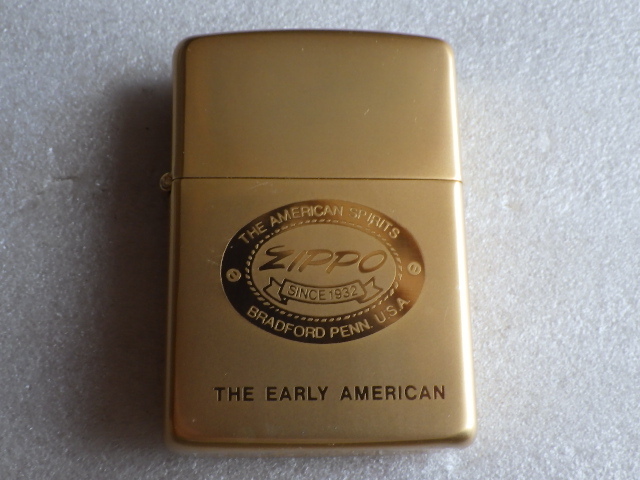 THE AMERICAN SPIRITS
ZIPPO
SINCE 1932
BRADFORD PENN. U.S.A
THE EARLY AMERICAN